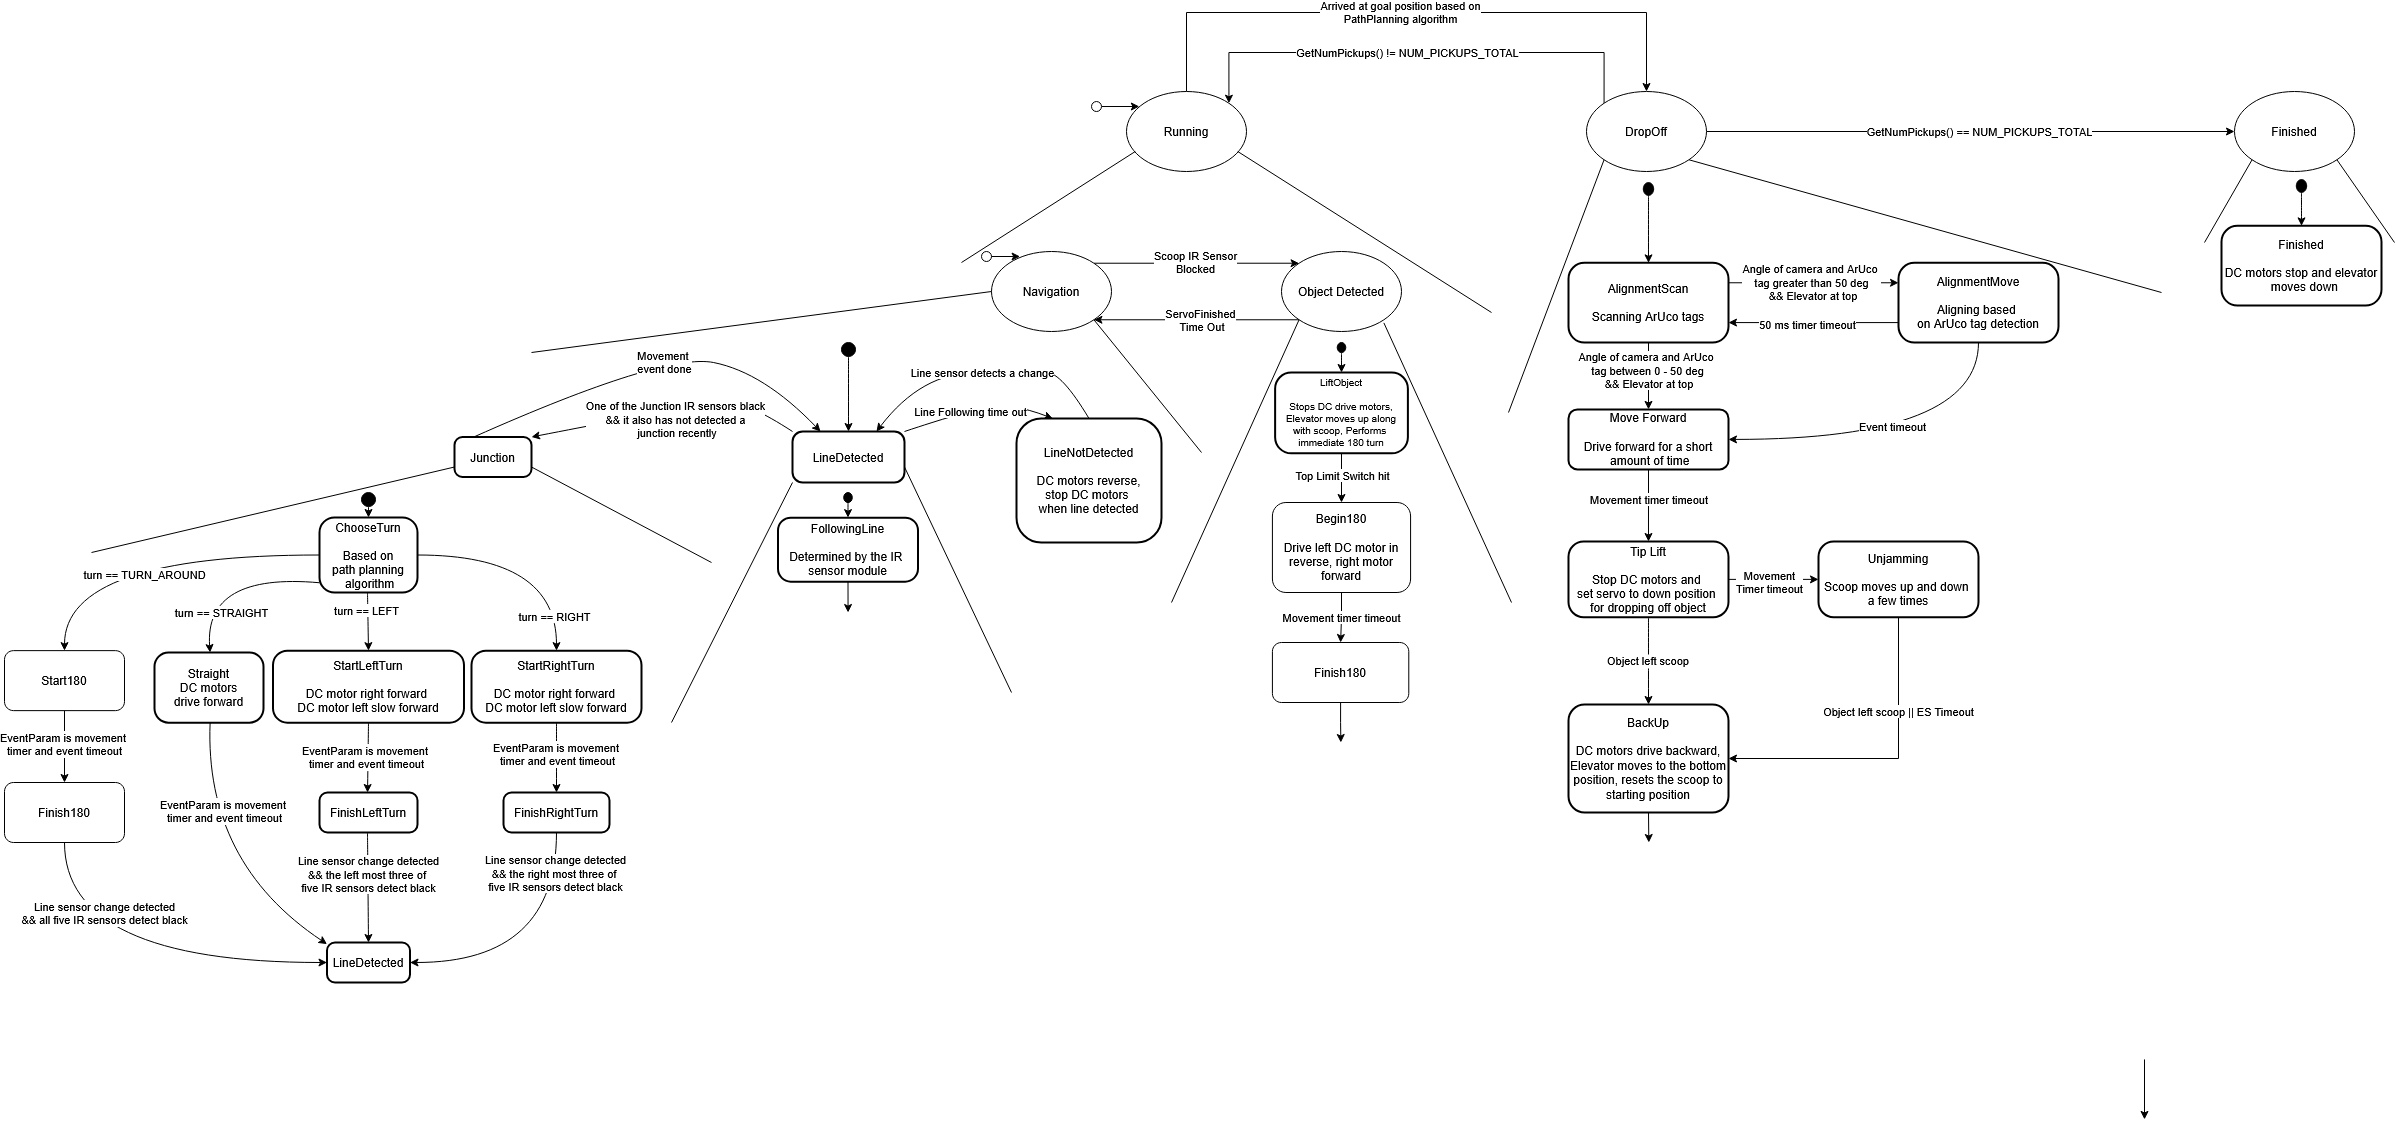 Arrived at goal position based on
PathPlanning algorithm
GetNumPickups() != NUM_PICKUPS_TOTAL
Running
DropOff
GetNumPickups() == NUM_PICKUPS_TOTAL
Finished
Navigation
Scoop IR Sensor
Blocked
ServoFinished
Time Out
Object Detected
AlignmentScan
Scanning ArUco tags
Angle of camera and ArUco
tag greater than 50 deg
&& Elevator at top
50 ms timer timeout
AlignmentMove
Aligning based
on ArUco tag detection
Finished
DC motors stop and elevator
moves down
Movement
event done
One of the Junction IR sensors black
&& it also has not detected a
junction recently
Line sensor detects a change
Line Following time out
Junction
LineDetected
LineNotDetected
DC motors reverse,
stop DC motors
when line detected
LiftObject
Stops DC drive motors,
Elevator moves up along
with scoop, Performs
immediate 180 turn
Top Limit Switch hit
Begin180
Drive left DC motor in
reverse, right motor
forward
Movement timer timeout
Finish180
Angle of camera and ArUco
tag between 0 - 50 deg
&& Elevator at top
Event timeout
Move Forward
Drive forward for a short
amount of time
Movement timer timeout
Tip Lift
Stop DC motors and
set servo to down position
for dropping off object
Movement
Timer timeout
Unjamming
Scoop moves up and down
a few times
Object left scoop
Object left scoop || ES Timeout
BackUp
DC motors drive backward,
Elevator moves to the bottom
position, resets the scoop to
starting position
FollowingLine
Determined by the IR
sensor module
ChooseTurn
Based on
path planning
algorithm
turn == TURN_AROUND
turn == STRAIGHT
turn == LEFT
turn == RIGHT
Start180
Straight
DC motors
drive forward
StartLeftTurn
DC motor right forward
DC motor left slow forward
StartRightTurn
DC motor right forward
DC motor left slow forward
EventParam is movement
timer and event timeout
EventParam is movement
timer and event timeout
EventParam is movement
timer and event timeout
EventParam is movement
timer and event timeout
Finish180
FinishLeftTurn
FinishRightTurn
Line sensor change detected
&& all five IR sensors detect black
Line sensor change detected
&& the left most three of
five IR sensors detect black
Line sensor change detected
&& the right most three of
five IR sensors detect black
LineDetected